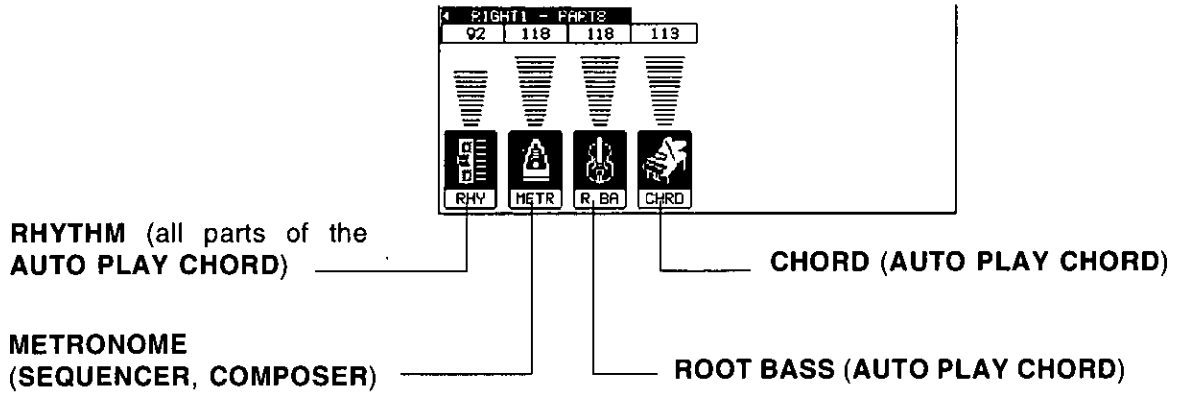 RIGHT1 - PARTS
92 118 118 113
RHY METR R. BA CHRD
RHYTHM (all parts of the
AUTO PLAY CHORD)
CHORD (AUTO PLAY CHORD)
METRONOME
(SEQUENCER, COMPOSER)
ROOT BASS (AUTO PLAY CHORD)